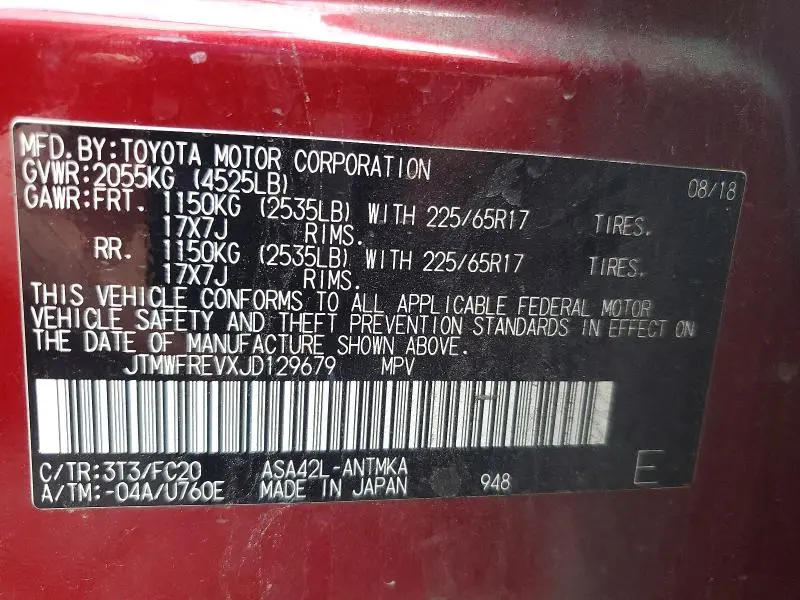 MFD.BY:TOYOTA MOTOR CORPORATION 08/18
GVWR:2055KG (4525LB)
GAWR:FRT. 1150KG (2535LB) WITH 225/65R17 TIRES.
17X7J RIMS.
RR. 1150KG (2535LB) WITH 225/65R17 TIRES.
17X7J RIMS.
THIS VEHICLE CONFORMS TO ALL APPLICABLE FEDERAL MOTOR
VEHICLE SAFETY AND THEFT PREVENTION STANDARDS IN EFFECT ON
THE DATE OF MANUFACTURE SHOWN ABOVE.
JTMWFREVXJD129679 MPV
C/TR:3T3/FC20 ASA42L-ANTMKA
A/TM:-04A/U760E MADE IN JAPAN 948 E